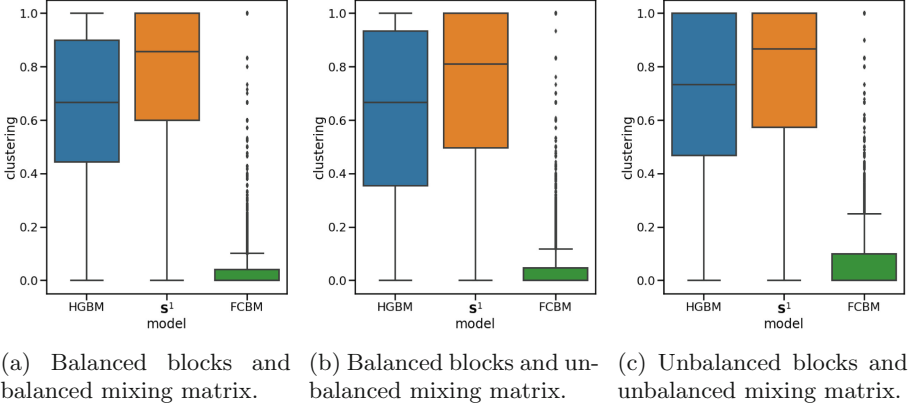 1.0
0.8
0.6
0.4
0.2
0.0
clustering
HGBM S¹ FCBM
model
1.0
0.8
0.6
0.4
0.2
0.0
clustering
HGBM S¹ FCBM
model
1.0
0.8
0.6
0.4
0.2
0.0
clustering
HGBM S¹ FCBM
model
(a) Balanced blocks and
balanced mixing matrix.
(b) Balanced blocks and un-
balanced mixing matrix.
(c) Unbalanced blocks and
unbalanced mixing matrix.